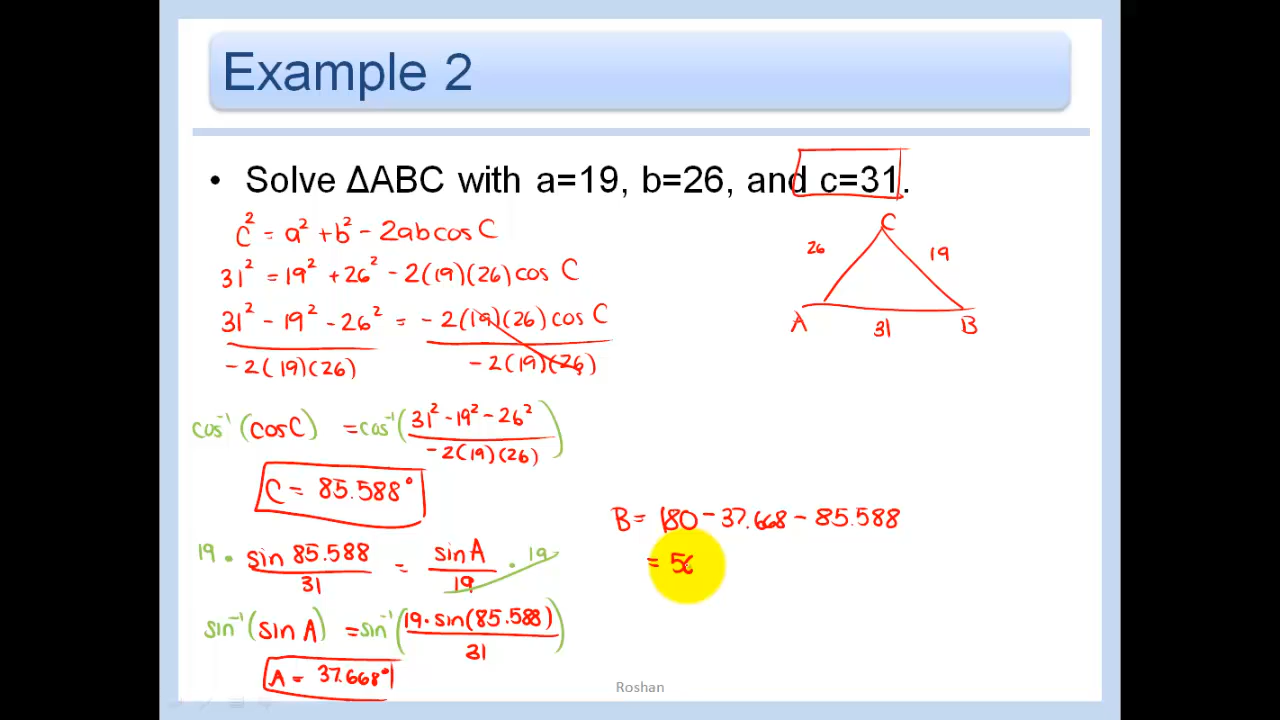 Example 2
• Solve ΔABC with a=19, b=26, and c=31.
c² = a² + b² - 2ab cos C
31² = 19² + 26² - 2(19)(26) cos C
31² - 19² - 26² = -2(19)(26) cos C
-2(19)(26) -2(19)(26)
cos⁻¹(cos C) = cos⁻¹(31² - 19² - 26²)
-2(19)(26)
C = 85.588°
19 · sin 85.588 = sin A · 19
31 19
sin⁻¹(sin A) = sin⁻¹(19 · sin(85.588))
31
A = 37.668°
C
26 19
A 31 B
B = 180 - 37.668 - 85.588
= 56
Roshan